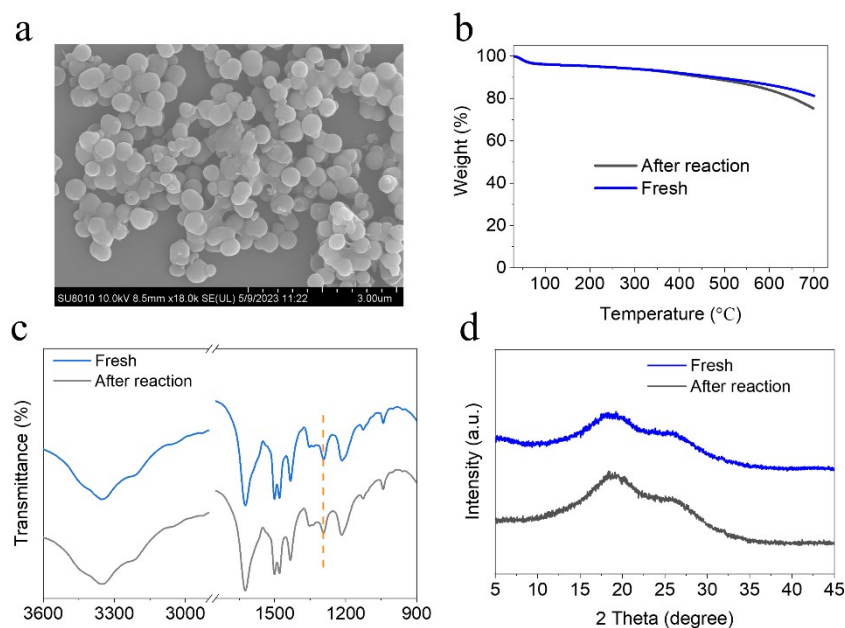 a
SU8010 10.0kV 8.5mm x18.0k SE(UL) 5/9/2023 11:22
3.00um
b
Weight (%)
100
80
60
40
20
0
After reaction
Fresh
100 200 300 400 500 600 700
Temperature (°C)
c
Transmittance (%)
Fresh
After reaction
3600 3000 1500 1200 900
d
Intensity (a.u.)
Fresh
After reaction
5 10 15 20 25 30 35 40 45
2 Theta (degree)